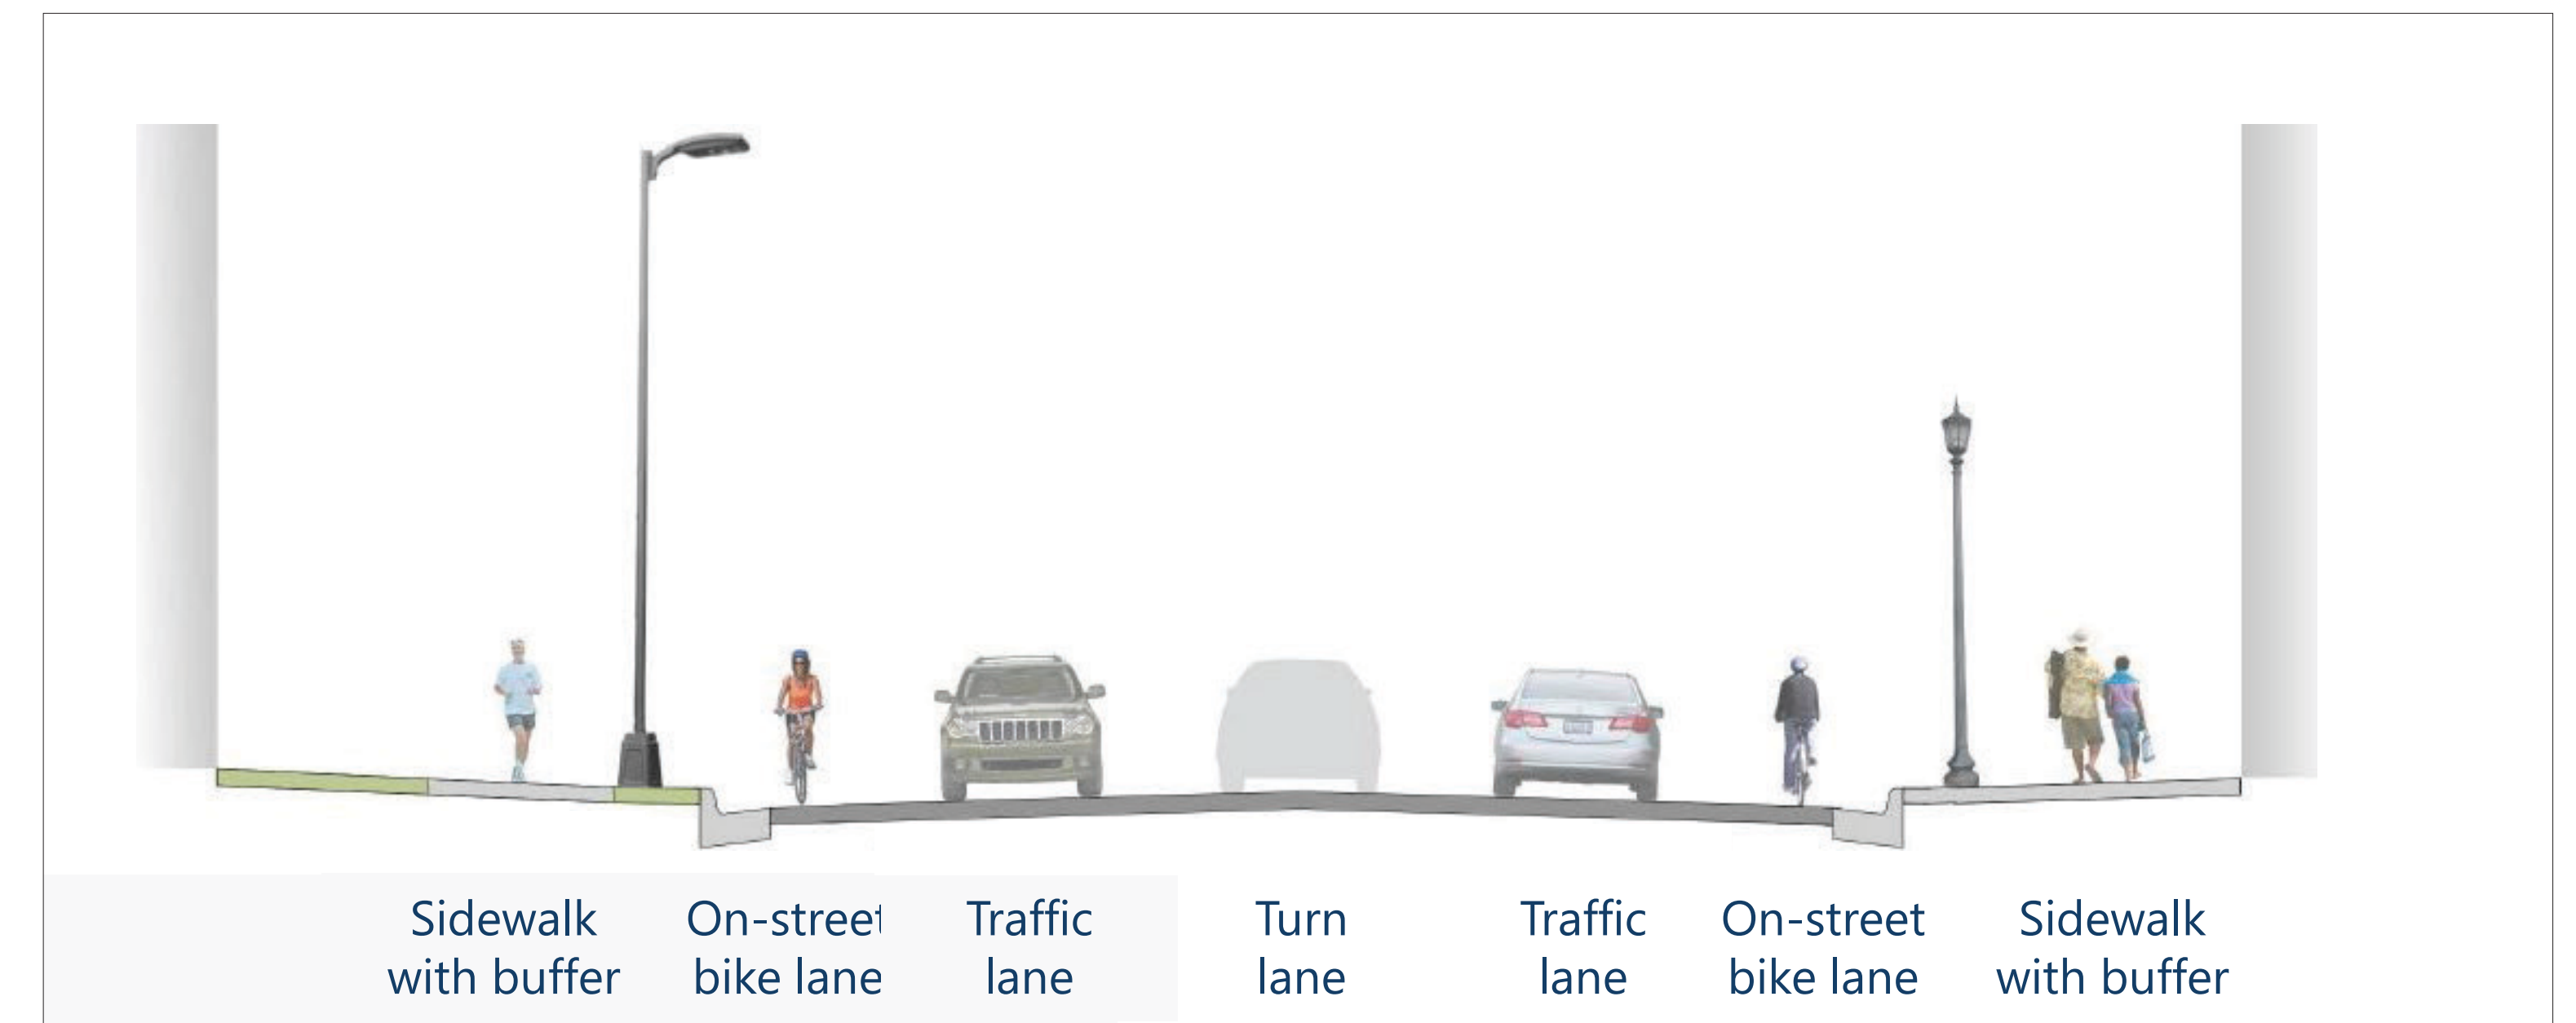 Sidewalk
with buffer
On-street
bike lane
Traffic
lane
Turn
lane
Traffic
lane
On-street
bike lane
Sidewalk
with buffer